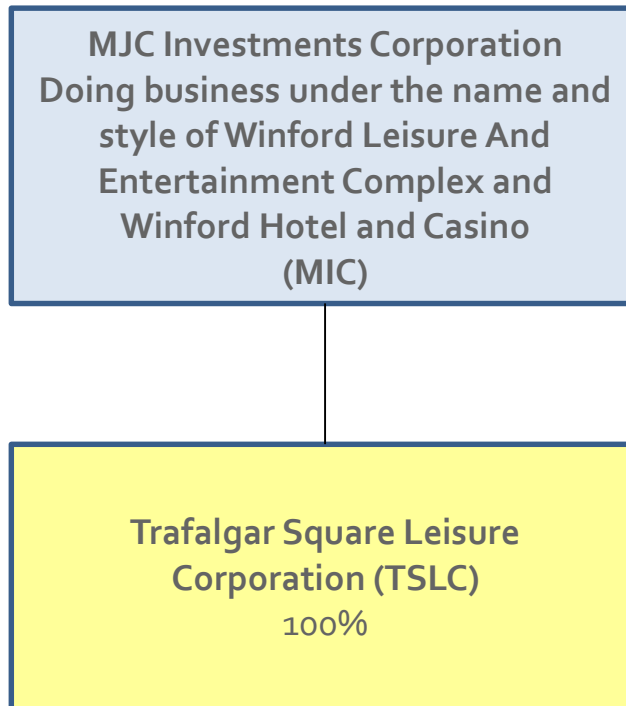 MJC Investments Corporation
Doing business under the name and
style of Winford Leisure And
Entertainment Complex and
Winford Hotel and Casino
(MIC)
Trafalgar Square Leisure
Corporation (TSLC)
100%